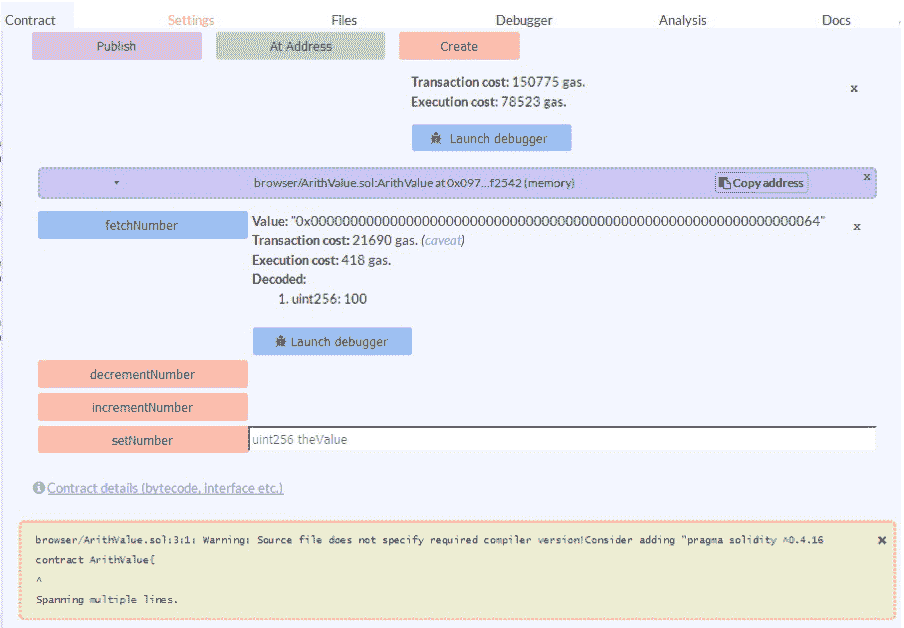 Contract Settings Files Debugger Analysis Docs
Publish At Address Create
Transaction cost: 150775 gas.
x
Execution cost: 78523 gas.
Launch debugger
browser/ArithValue.sol:ArithValue at 0x097...f2542 (memory) Copy address x
fetchNumber Value: "0x0000000000000000000000000000000000000000000000000000000000000064" x
Transaction cost: 21690 gas. (caveat)
Execution cost: 418 gas.
Decoded:
1. uint256: 100
Launch debugger
decrementNumber
incrementNumber
setNumber uint256 theValue
Contract details (bytecode, interface etc.)
browser/ArithValue.sol:3:1: Warning: Source file does not specify required compiler version!Consider adding "pragma solidity ^0.4.16 x
contract ArithValue{
^
Spanning multiple lines.